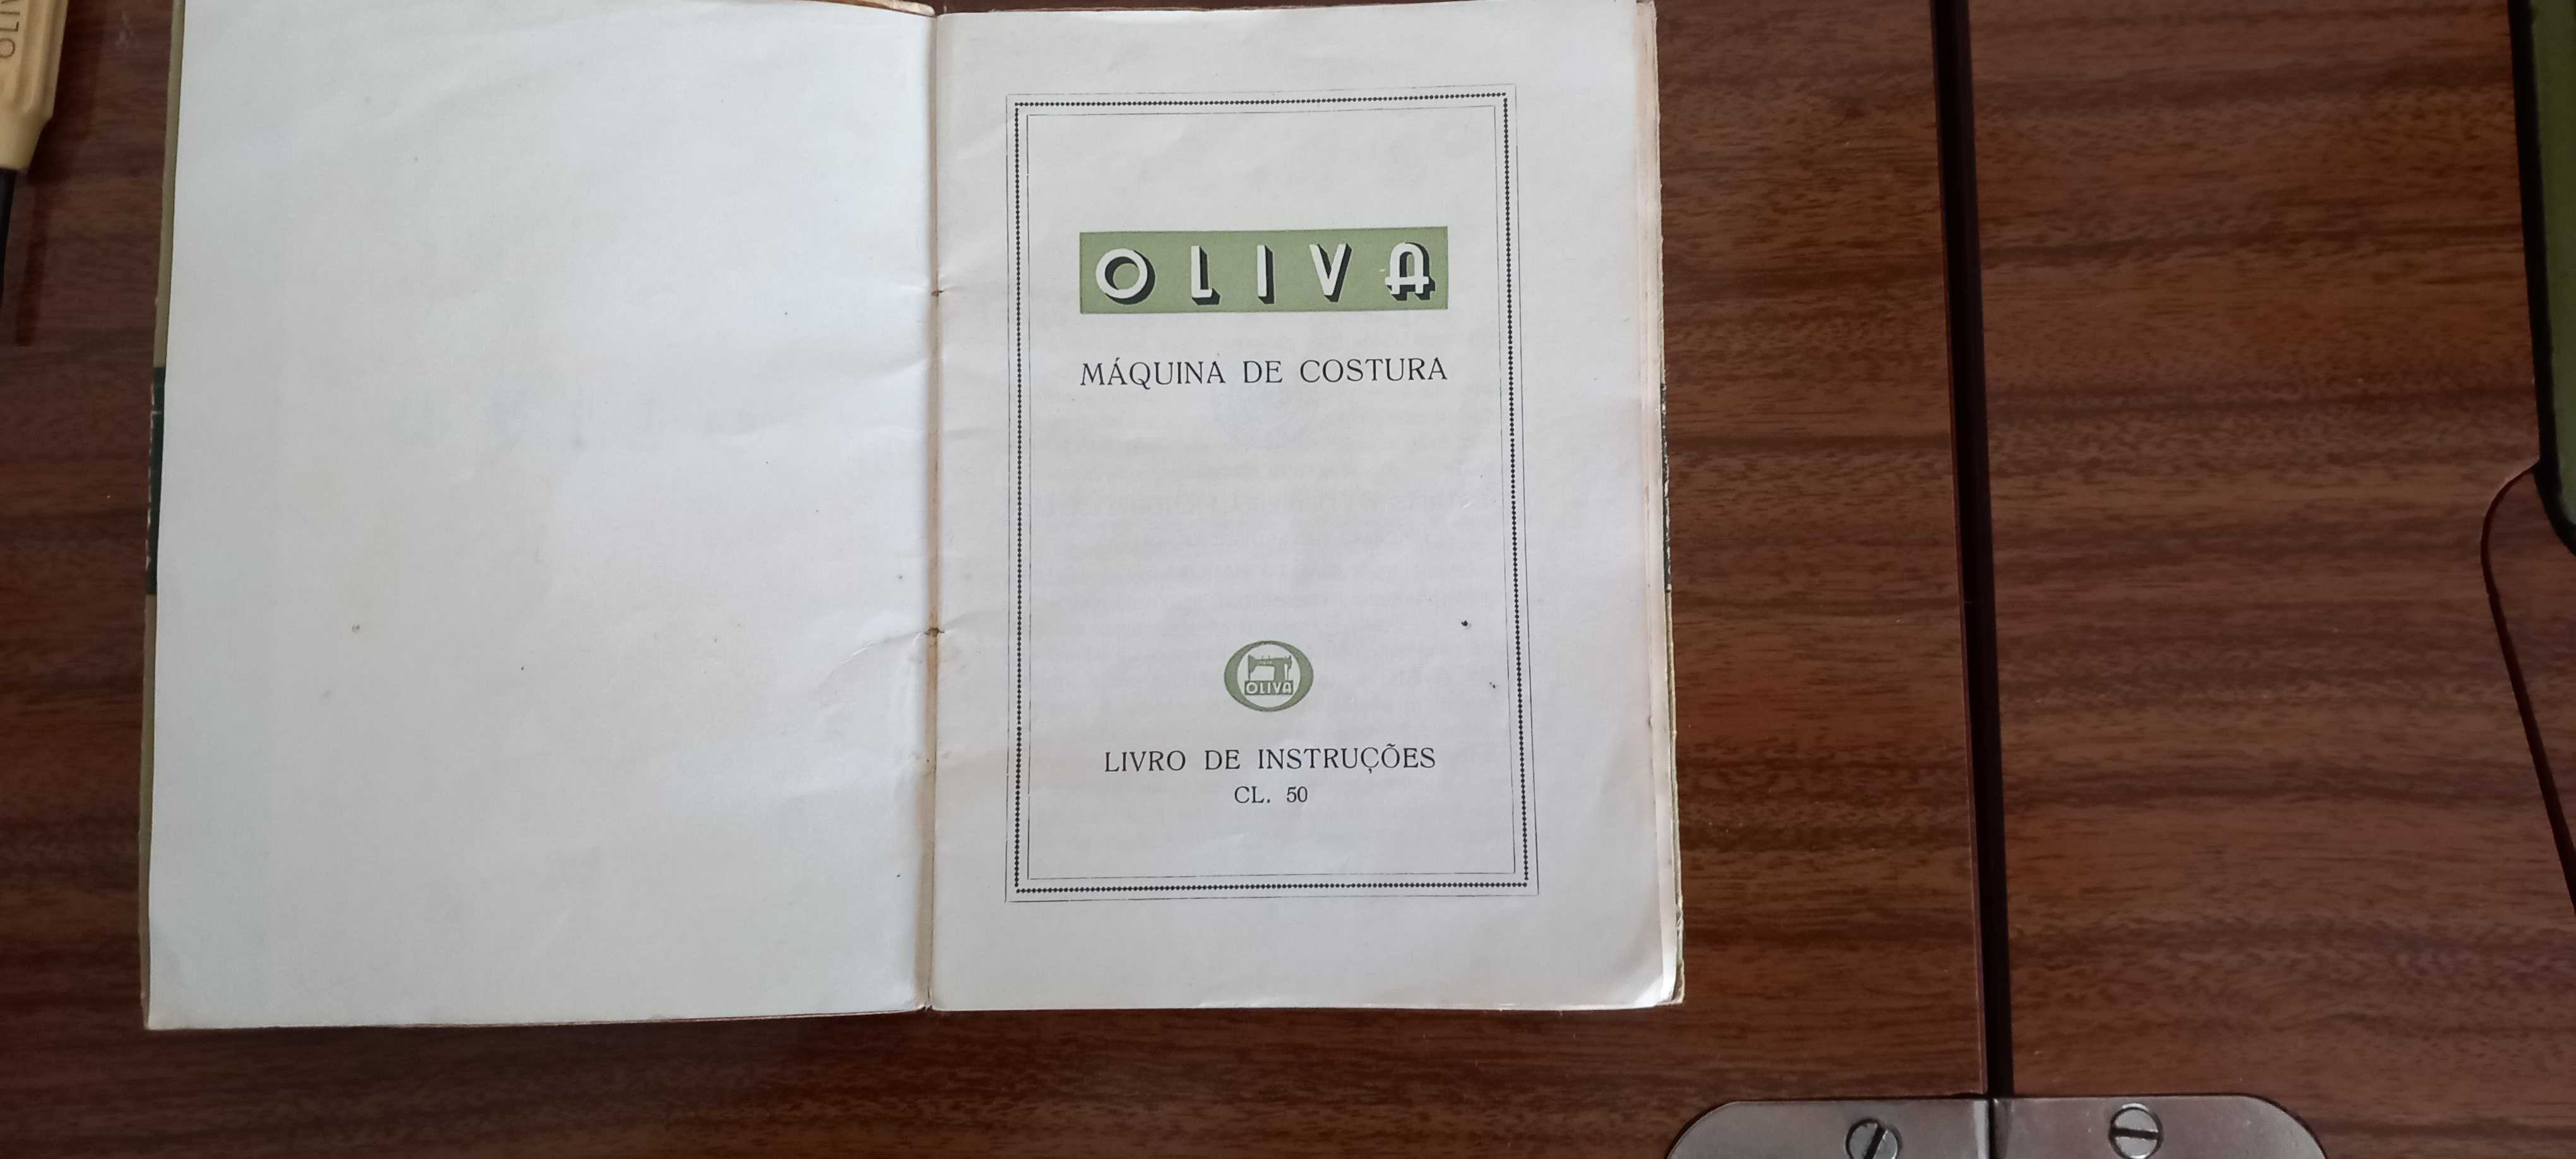 OLIVA
MÁQUINA DE COSTURA
OLIVA
LIVRO DE INSTRUÇÕES
CL. 50